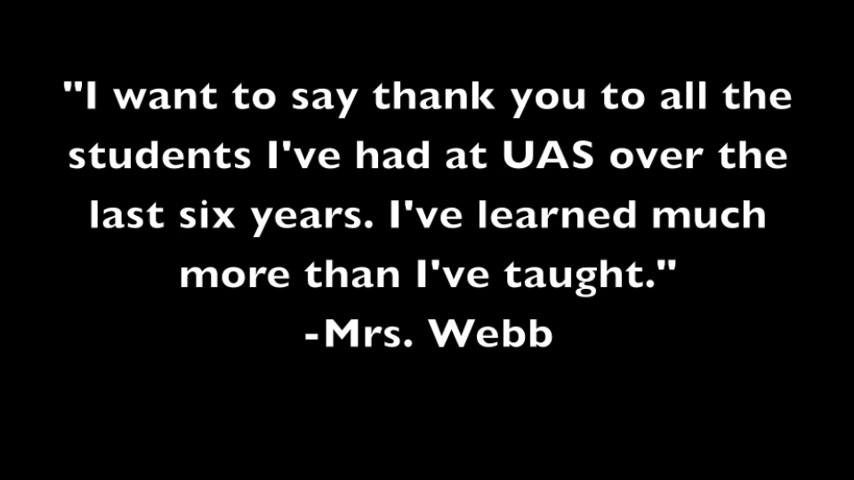 "I want to say thank you to all the
students I've had at UAS over the
last six years. I've learned much
more than I've taught."
-Mrs. Webb